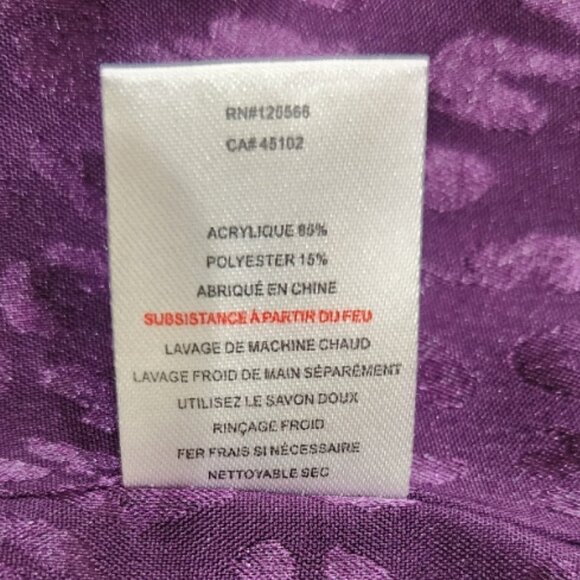 RN#120566
CA# 45102
ACRYLIQUE 85%
POLYESTER 15%
ABRIQUÉ EN CHINE
SUBSISTANCE À PARTIR DU FEU
LAVAGE DE MACHINE CHAUD
LAVAGE FROID DE MAIN SÉPARÉMENT
UTILISEZ LE SAVON DOUX
RINÇAGE FROID
FER FRAIS SI NÉCESSAIRE
NETTOYABLE SEC